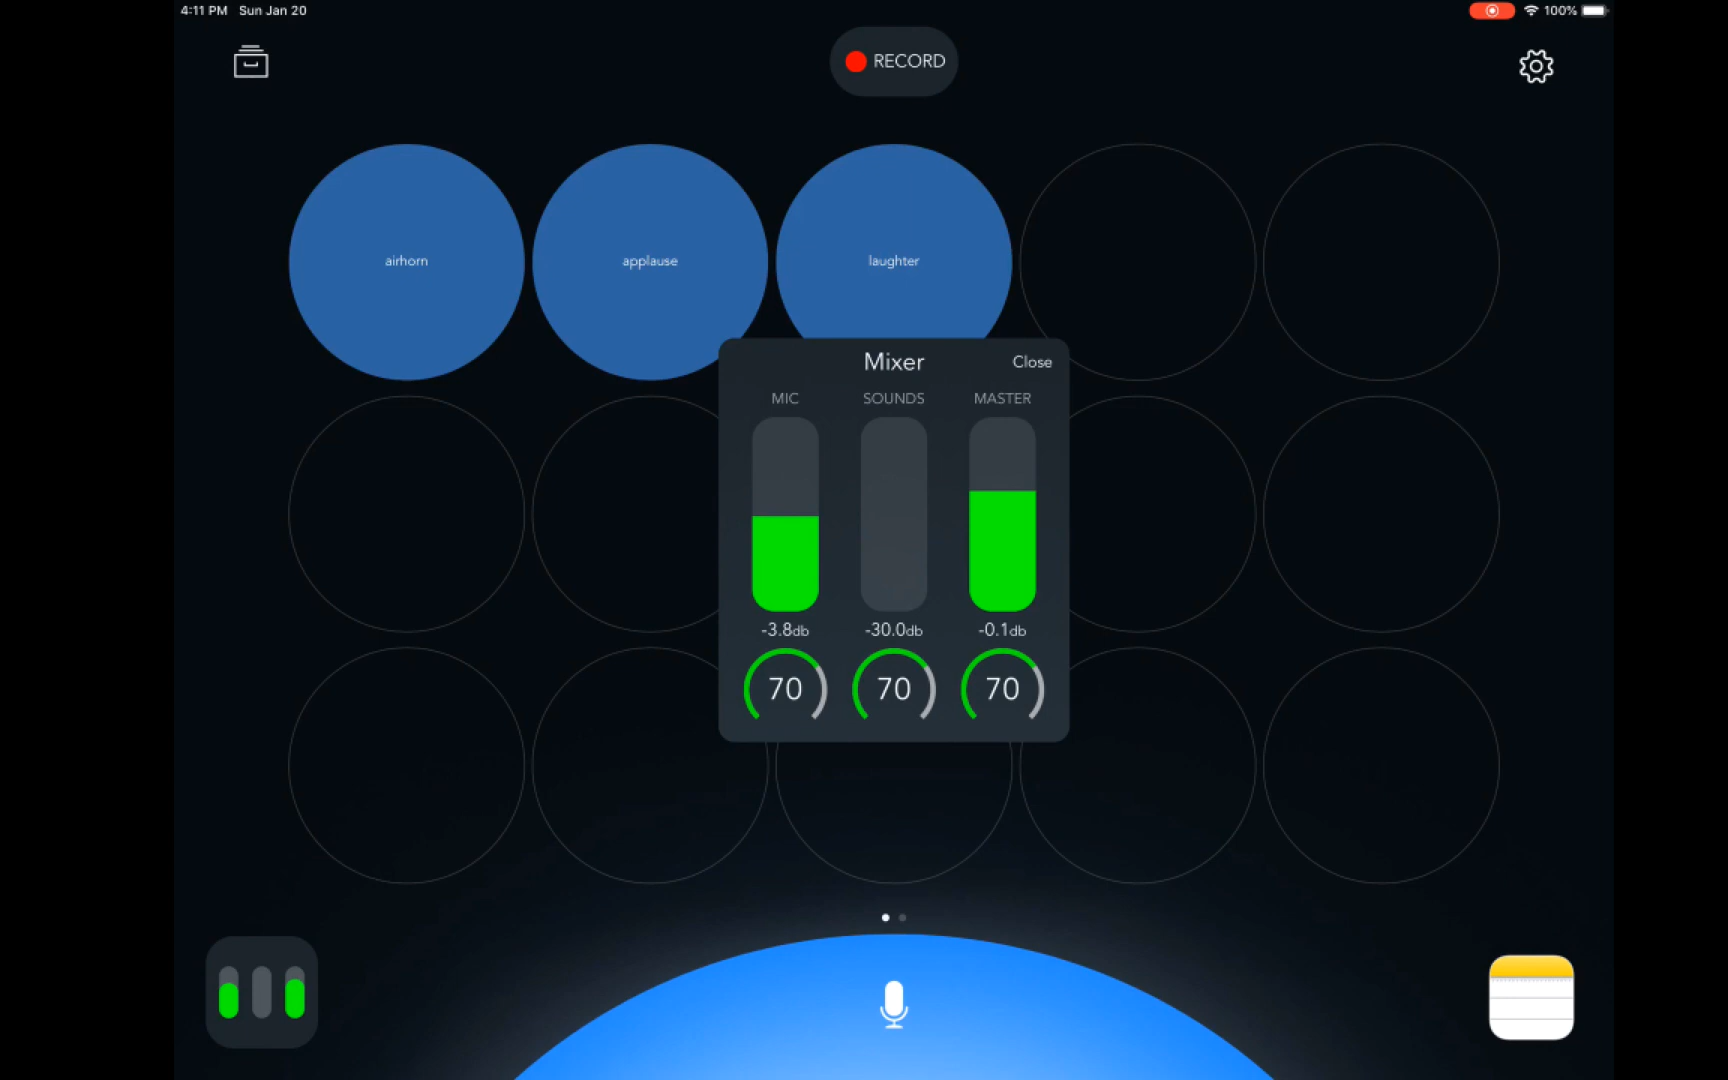 4:11 PM Sun Jan 20
100%
RECORD
airhorn
applause
laughter
Mixer
Close
MIC
SOUNDS
MASTER
-3.8db
-30.0db
-0.1db
70
70
70